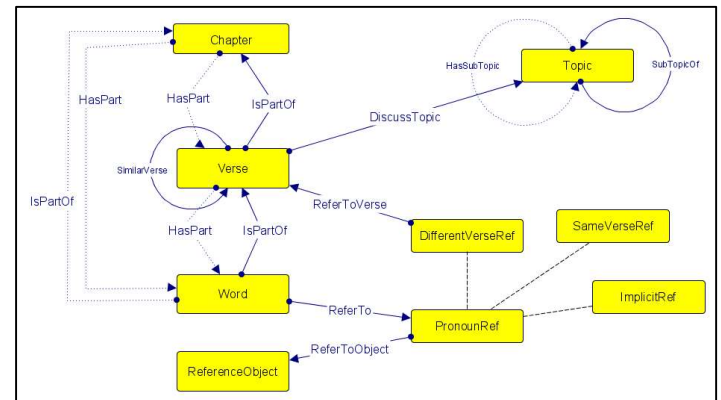 Chapter
HasPart
HasPart
IsPartOf
HasSubTopic
Topic
SubTopicOf
DiscussTopic
SimilarVerse
Verse
IsPartOf
ReferToVerse
HasPart
IsPartOf
DifferentVerseRef
SameVerseRef
Word
ReferTo
PronounRef
ImplicitRef
ReferToObject
ReferenceObject